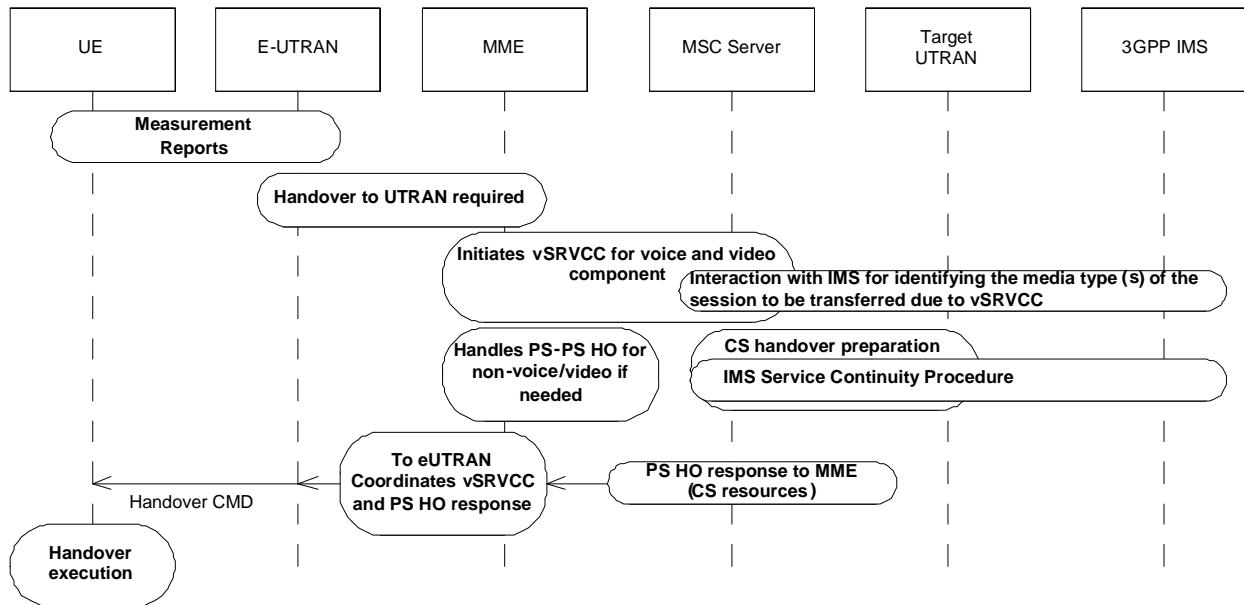 UE
E-UTRAN
MME
MSC Server
Target
UTRAN
3GPP IMS
Measurement
Reports
Handover to UTRAN required
Initiates vSRVCC for voice and video
component
Interaction with IMS for identifying the media type (s) of the
session to be transferred due to vSRVCC
Handles PS-PS HO for
non-voice/video if
needed
CS handover preparation
IMS Service Continuity Procedure
To eUTRAN
Coordinates vSRVCC
and PS HO response
PS HO response to MME
(CS resources)
Handover CMD
Handover
execution